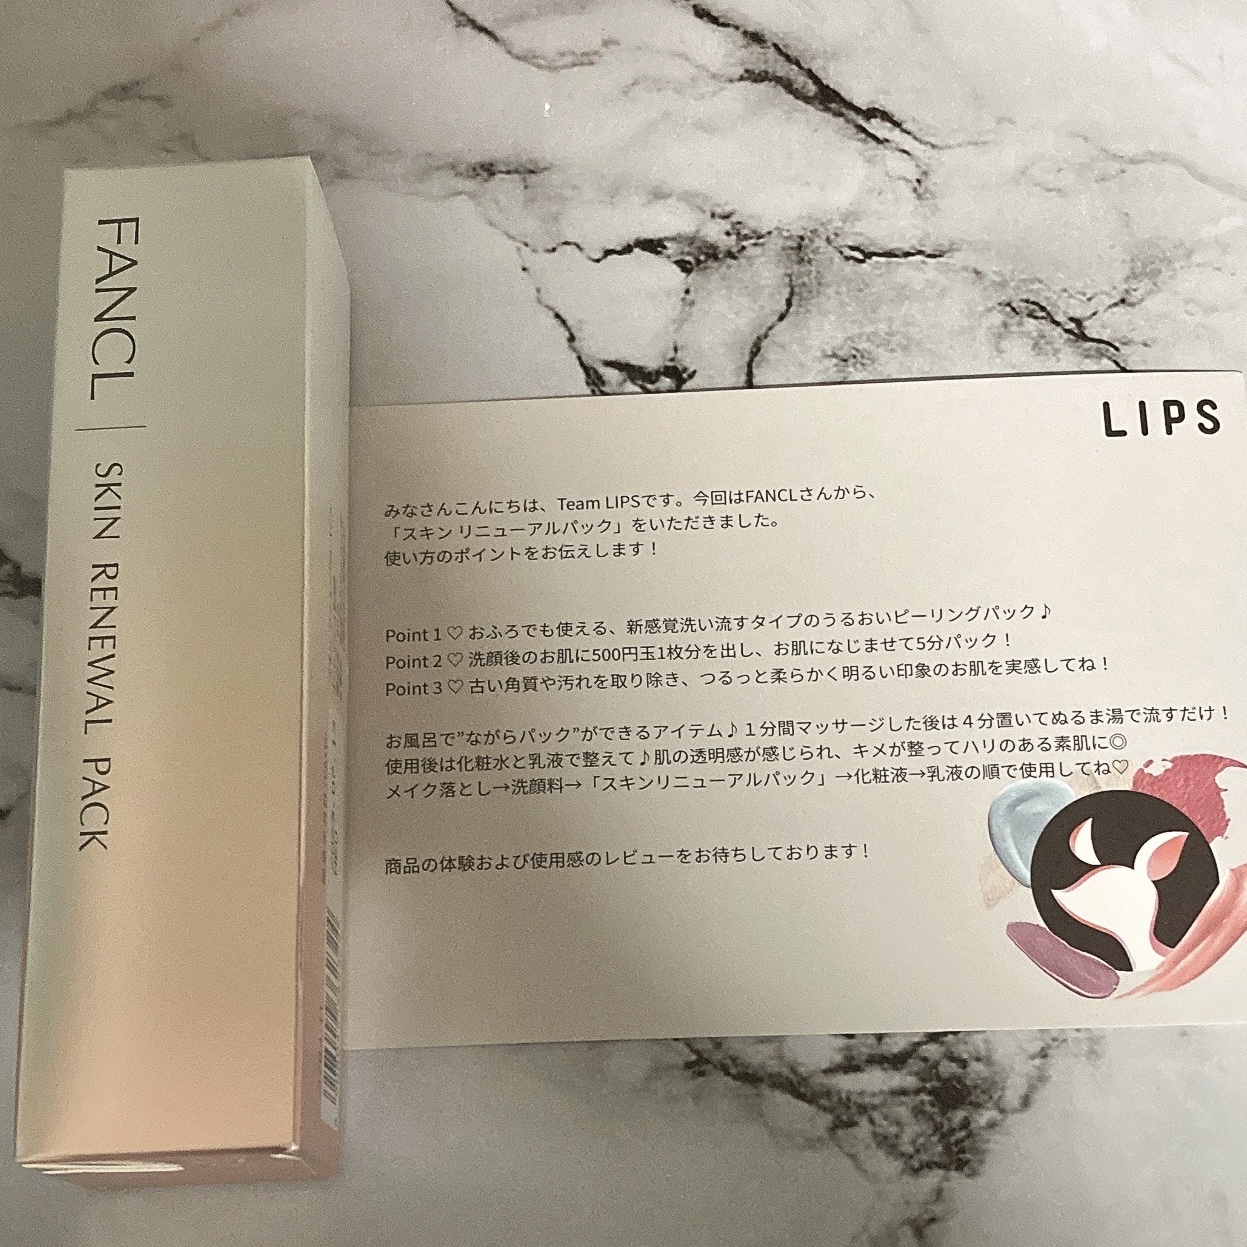 FANCL | SKIN RENEWAL PACK
LIPS
みなさんこんにちは、Team LIPSです。今回はFANCLさんから、
「スキン リニューアルパック」をいただきました。
使い方のポイントをお伝えします！
Point 1♡ おふろでも使える、新感覚洗い流すタイプのうるおいピーリングパック♪
Point 2♡ 洗顔後のお肌に500円玉1枚分を出し、お肌になじませて5分パック！
Point 3♡ 古い角質や汚れを取り除き、つるっと柔らかく明るい印象のお肌を実感してね！
お風呂で”ながらパック”ができるアイテム♪１分間マッサージした後は４分置いてぬるま湯で流すだけ！
使用後は化粧水と乳液で整えて♪肌の透明感が感じられ、キメが整ってハリのある素肌に◎
メイク落とし→洗顔料→「スキンリニューアルパック」→化粧液→乳液の順で使用してね♡
商品の体験および使用感のレビューをお待ちしております！